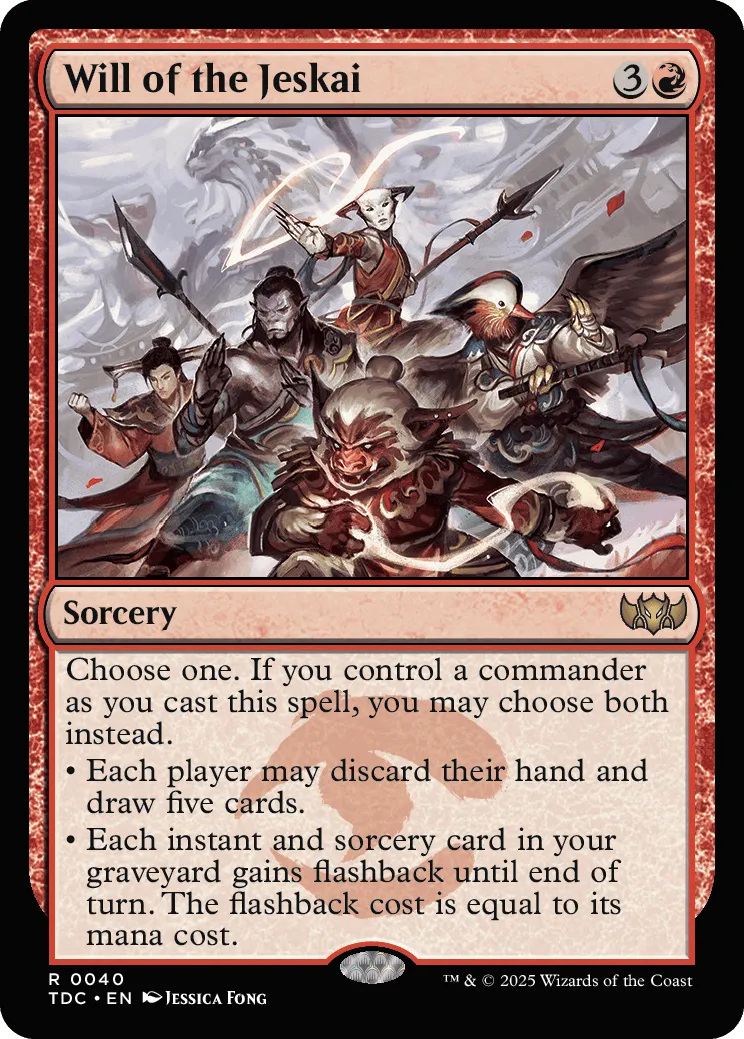 Will of the Jeskai 3
Sorcery
Choose one. If you control a commander
as you cast this spell, you may choose both
instead.
• Each player may discard their hand and
draw five cards.
• Each instant and sorcery card in your
graveyard gains flashback until end of
turn. The flashback cost is equal to its
mana cost.
R 0040
TDC • EN Jessica Fong
™ & © 2025 Wizards of the Coast